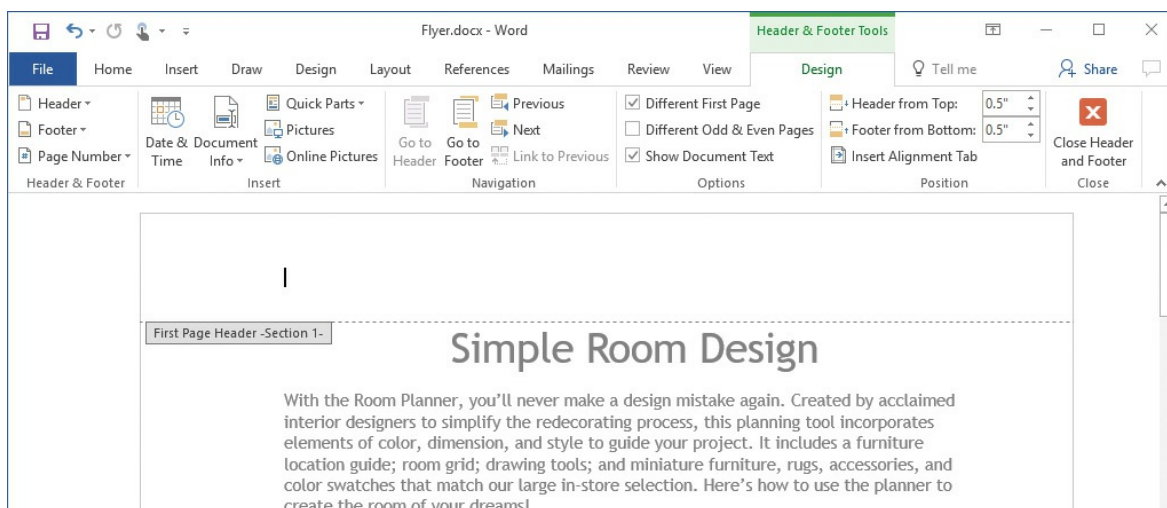 Flyer.docx - Word
Header & Footer Tools
File Home Insert Draw Design Layout References Mailings Review View Design Tell me Share
Header
Footer
Page Number
Header & Footer
Date & Time
Document Info
Quick Parts
Pictures
Online Pictures
Insert
Go to Header
Go to Footer
Previous
Next
Link to Previous
Navigation
Different First Page
Different Odd & Even Pages
Show Document Text
Options
Header from Top: 0.5"
Footer from Bottom: 0.5"
Insert Alignment Tab
Position
Close Header and Footer
Close
First Page Header -Section 1-
Simple Room Design
With the Room Planner, you’ll never make a design mistake again. Created by acclaimed
interior designers to simplify the redecorating process, this planning tool incorporates
elements of color, dimension, and style to guide your project. It includes a furniture
location guide; room grid; drawing tools; and miniature furniture, rugs, accessories, and
color swatches that match our large in-store selection. Here’s how to use the planner to
create the room of your dreams!